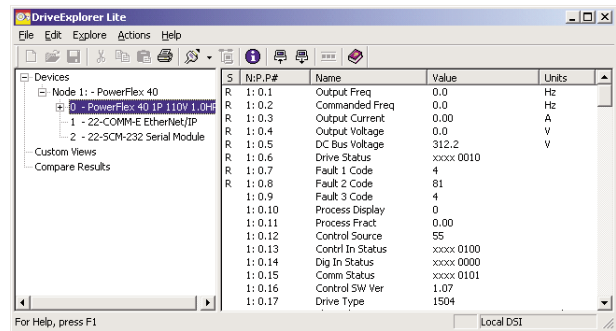 DriveExplorer Lite
File Edit Explore Actions Help
Devices
Node 1: - PowerFlex 40
0 - PowerFlex 40 1P 110V 1.0HP
1 - 22-COMM-E EtherNet/IP
2 - 22-SCM-232 Serial Module
Custom Views
Compare Results
S N:P.P# Name Value Units
R 1: 0.1 Output Freq 0.0 Hz
R 1: 0.2 Commanded Freq 0.0 Hz
R 1: 0.3 Output Current 0.00 A
R 1: 0.4 Output Voltage 0.0 V
R 1: 0.5 DC Bus Voltage 312.2 V
R 1: 0.6 Drive Status xxxx 0010
R 1: 0.7 Fault 1 Code 4
R 1: 0.8 Fault 2 Code 81
1: 0.9 Fault 3 Code 4
1: 0.10 Process Display 0
1: 0.11 Process Fract 0.00
1: 0.12 Control Source 55
1: 0.13 Contrl In Status xxxx 0100
1: 0.14 Dig In Status xxxx 0000
1: 0.15 Comm Status xxxx 0101
1: 0.16 Control SW Ver 1.07
1: 0.17 Drive Type 1504
For Help, press F1
Local DSI